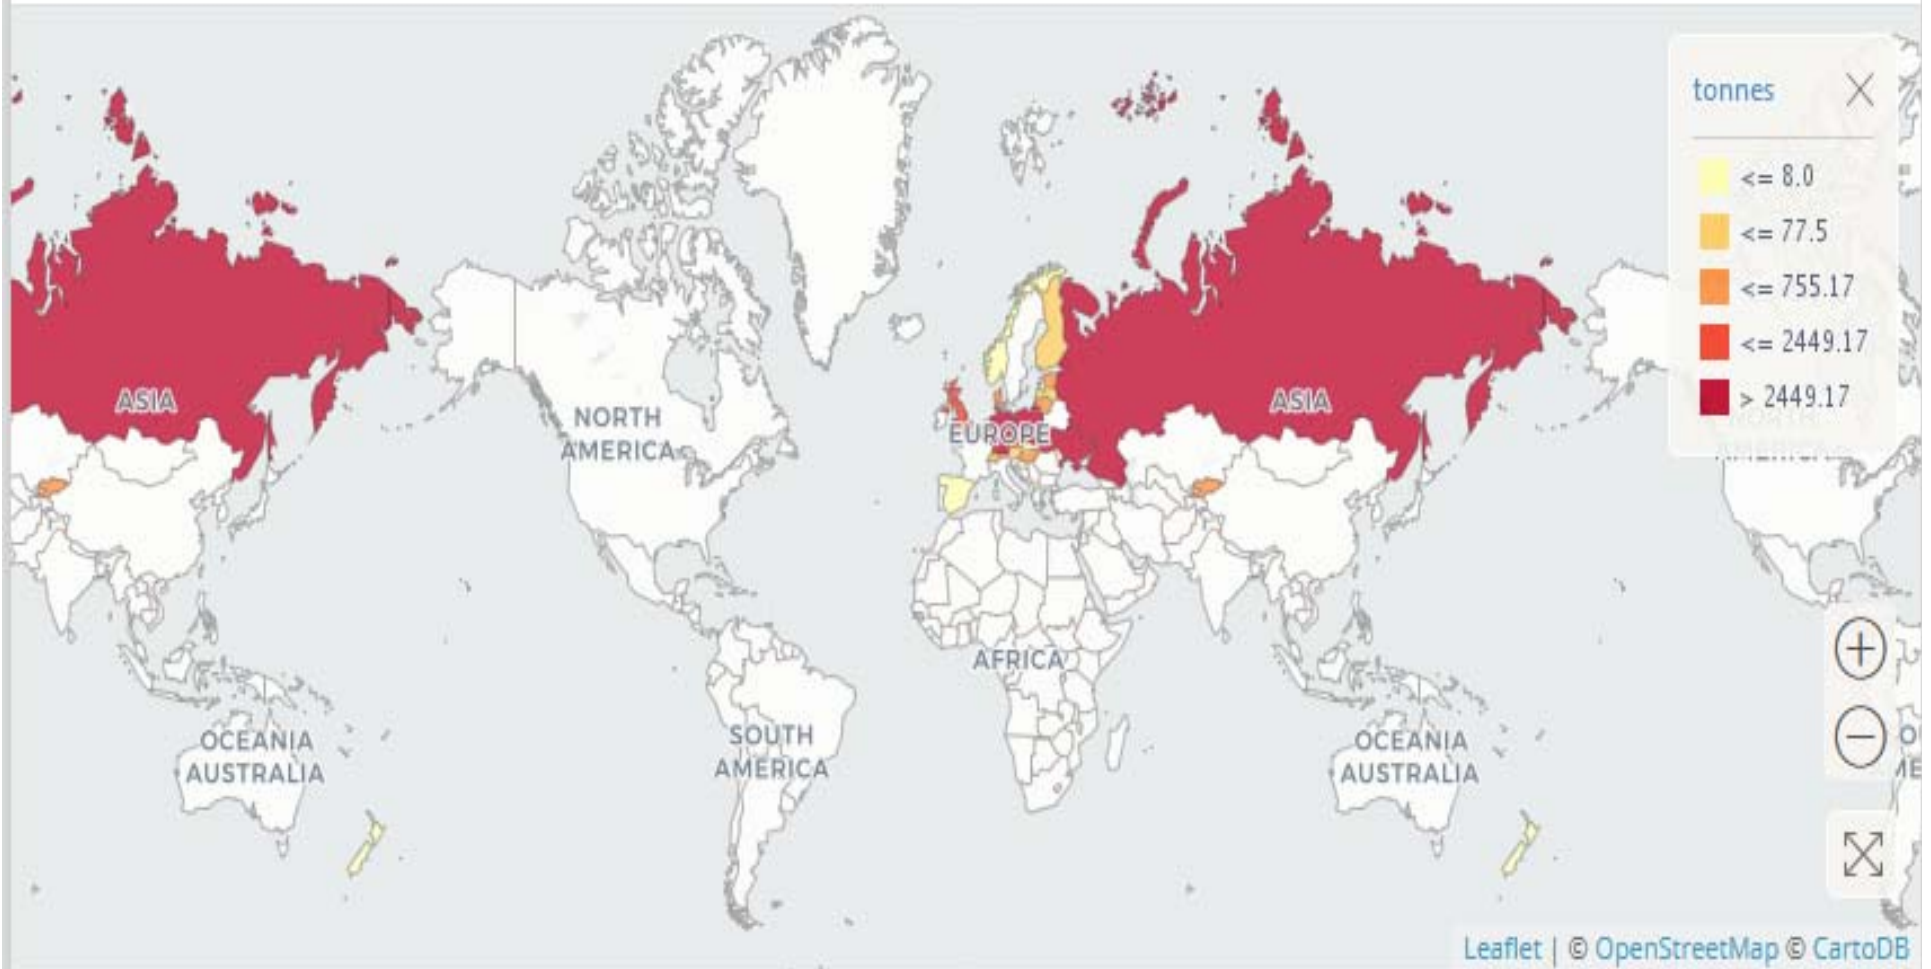 tonnes
<= 8.0
<= 77.5
<= 755.17
<= 2449.17
> 2449.17
ASIA
NORTH
AMERICA
EUROPE
ASIA
AFRICA
SOUTH
AMERICA
OCEANIA
AUSTRALIA
OCEANIA
AUSTRALIA
Leaflet | © OpenStreetMap © CartoDB